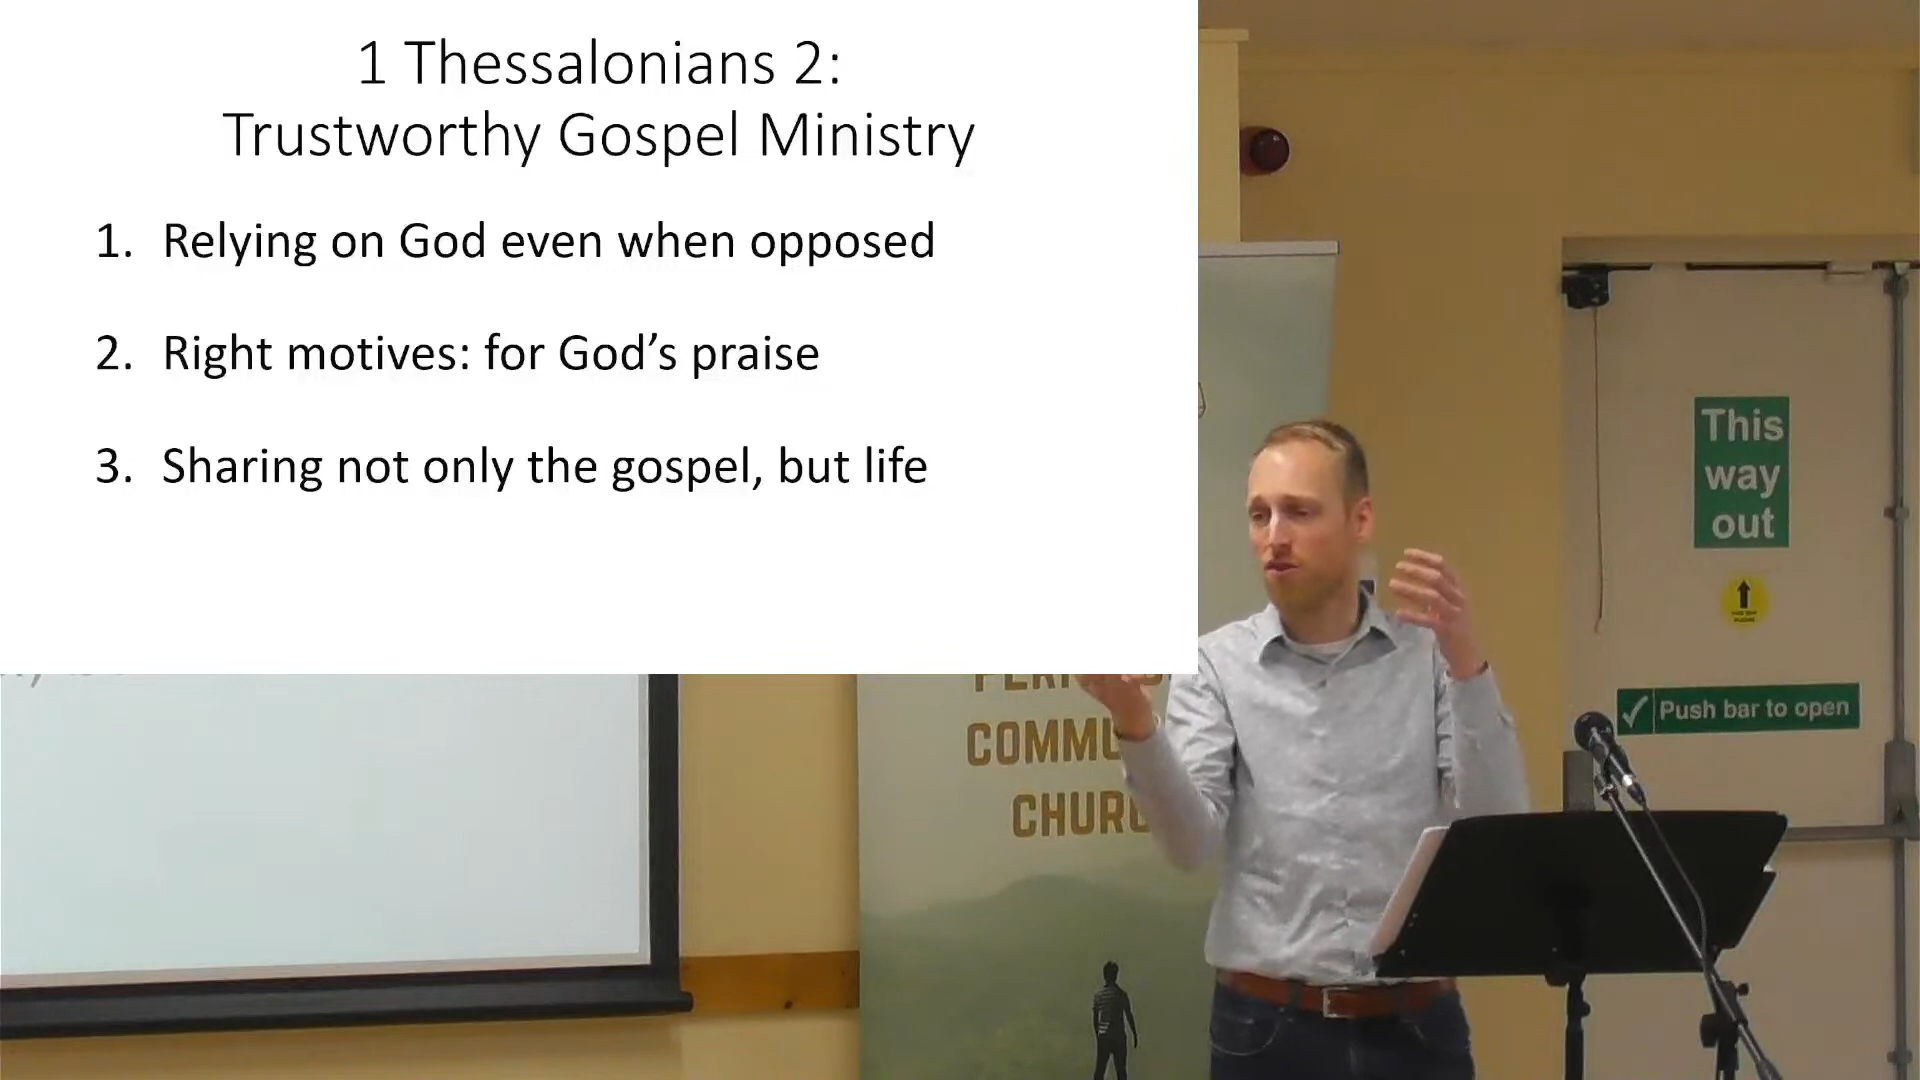 1 Thessalonians 2:
Trustworthy Gospel Ministry
1. Relying on God even when opposed
2. Right motives: for God’s praise
3. Sharing not only the gospel, but life
This
way
out
Push bar to open
COMMU
CHURC